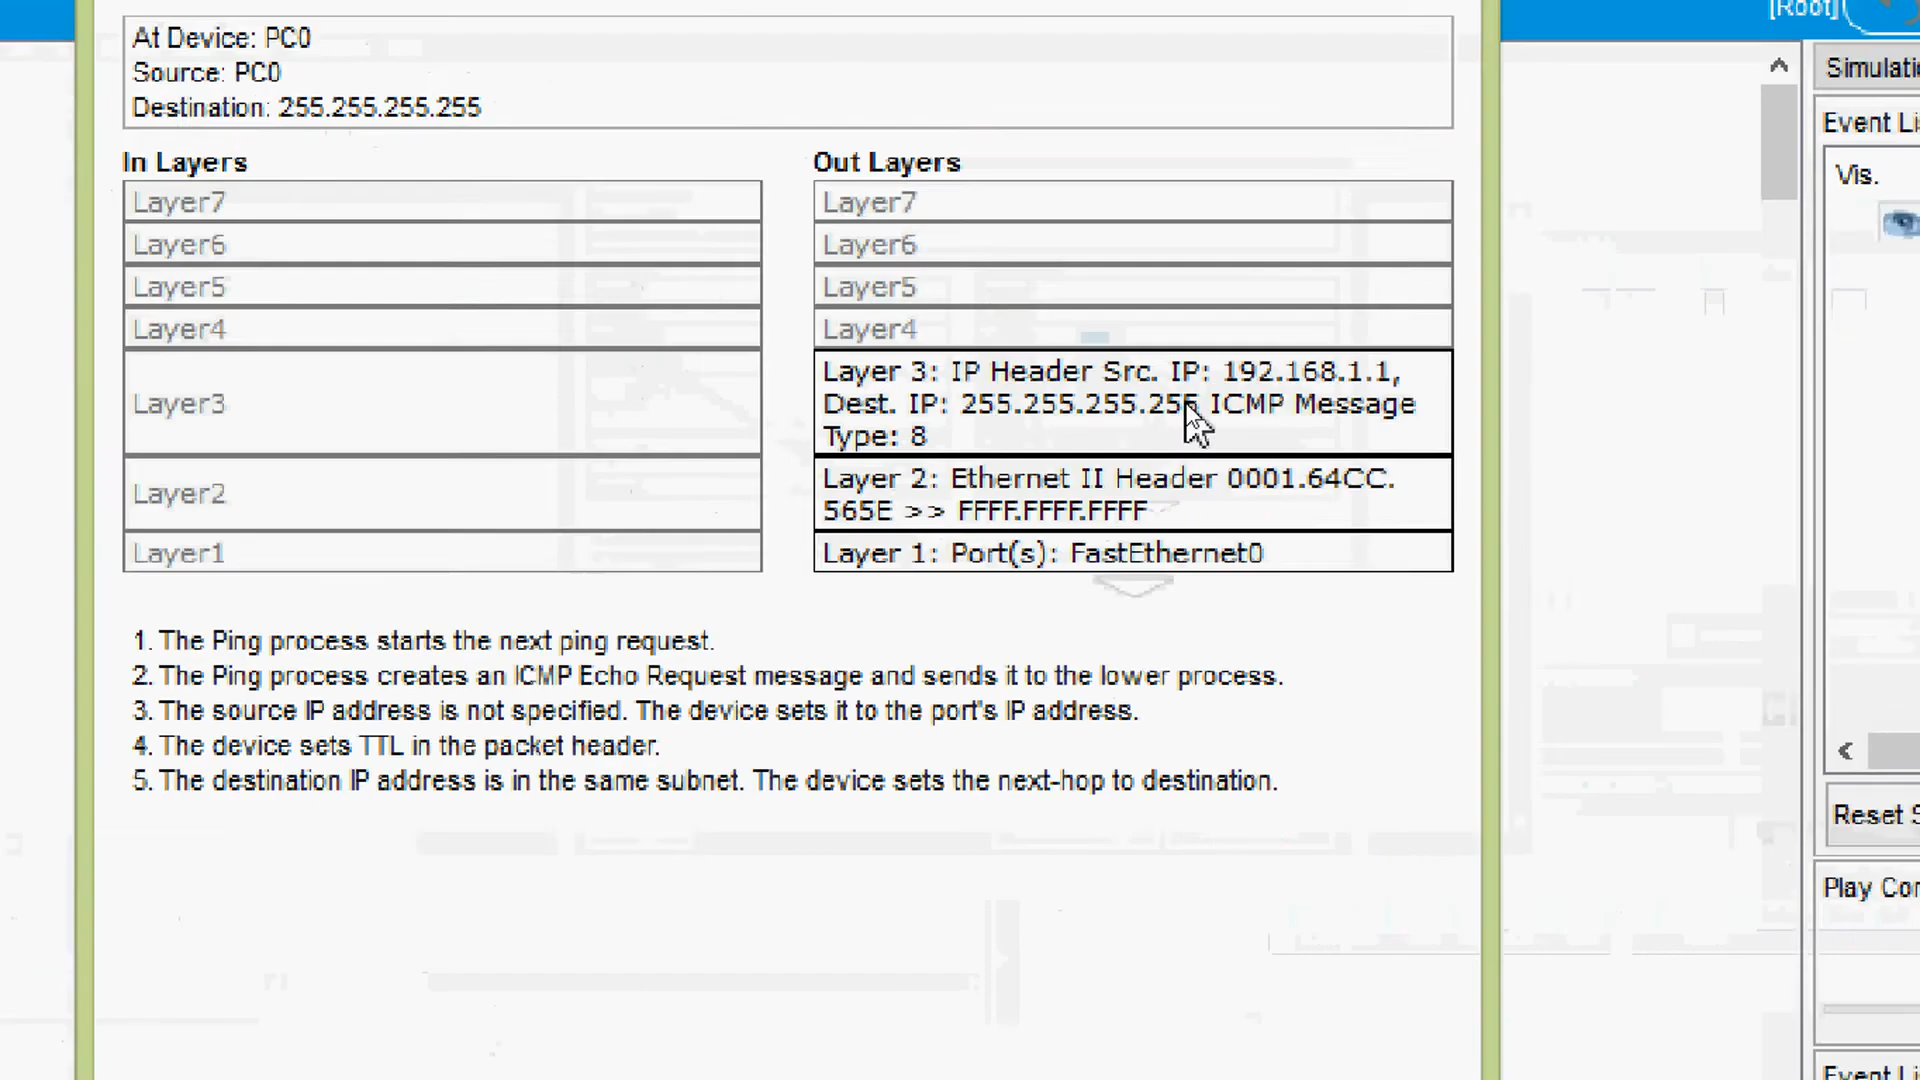 [Root]
At Device: PC0
Source: PC0
Destination: 255.255.255.255
In Layers
Layer7
Layer6
Layer5
Layer4
Layer3
Layer2
Layer1
Out Layers
Layer7
Layer6
Layer5
Layer4
Layer 3: IP Header Src. IP: 192.168.1.1,
Dest. IP: 255.255.255.255 ICMP Message
Type: 8
Layer 2: Ethernet II Header 0001.64CC.
565E >> FFFF.FFFF.FFFF
Layer 1: Port(s): FastEthernet0
1. The Ping process starts the next ping request.
2. The Ping process creates an ICMP Echo Request message and sends it to the lower process.
3. The source IP address is not specified. The device sets it to the port's IP address.
4. The device sets TTL in the packet header.
5. The destination IP address is in the same subnet. The device sets the next-hop to destination.
Simulati
Event Li
Vis.
Reset S
Play Con
Event Li